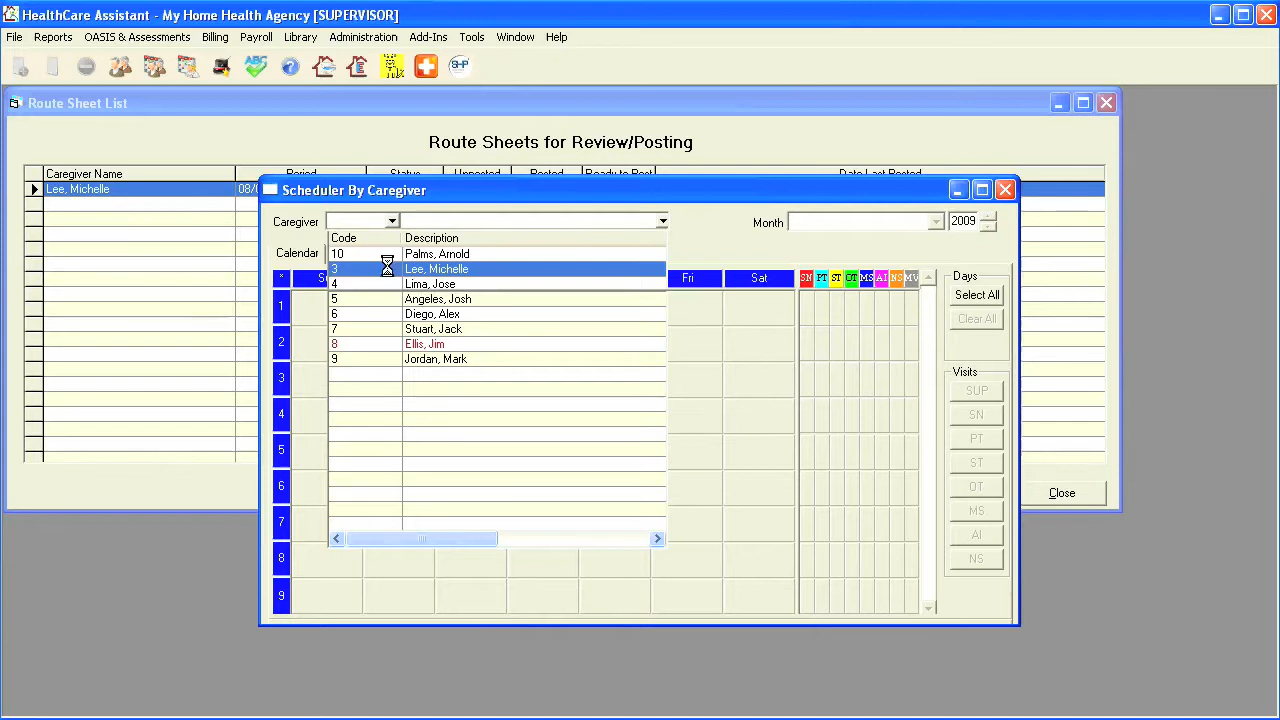 HealthCare Assistant - My Home Health Agency [SUPERVISOR]
File Reports OASIS & Assessments Billing Payroll Library Administration Add-Ins Tools Window Help
ABC SHP
Route Sheet List
Route Sheets for Review/Posting
Caregiver Name Period Status Unposted Posted Ready to Post Date Last Posted
Lee, Michelle 08/0
Scheduler By Caregiver
Caregiver Month 2009
Code Description
Calendar
10 Palms, Arnold
3 Lee, Michelle
4 Lima, Jose
5 Angeles, Josh
6 Diego, Alex
7 Stuart, Jack
8 Ellis, Jim
9 Jordan, Mark
* S Fri Sat SN PT ST OT MS AI NS MV
1
2
3
4
5
6
7
8
9
Days
Select All
Clear All
Visits
SUP
SN
PT
ST
OT
MS
AI
NS
Close